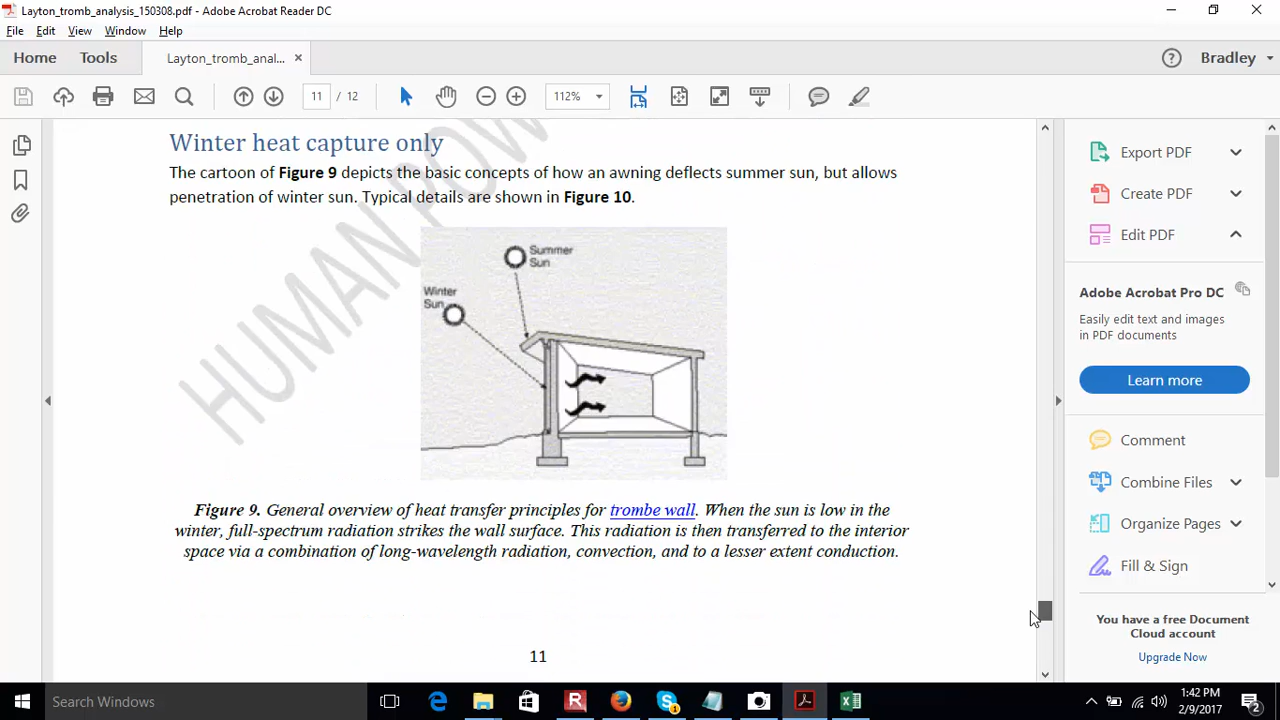 Layton_tromb_analysis_150308.pdf - Adobe Acrobat Reader DC
File Edit View Window Help
Home Tools Layton_tromb_anal... × Bradley
11 / 12 112%
Winter heat capture only
The cartoon of Figure 9 depicts the basic concepts of how an awning deflects summer sun, but allows
penetration of winter sun. Typical details are shown in Figure 10.
HUMAN POW
Summer
Sun
Winter
Sun
Figure 9. General overview of heat transfer principles for trombe wall. When the sun is low in the
winter, full-spectrum radiation strikes the wall surface. This radiation is then transferred to the interior
space via a combination of long-wavelength radiation, convection, and to a lesser extent conduction.
11
Export PDF
Create PDF
Edit PDF
Adobe Acrobat Pro DC
Easily edit text and images
in PDF documents
Learn more
Comment
Combine Files
Organize Pages
Fill & Sign
You have a free Document
Cloud account
Upgrade Now
Search Windows
1:42 PM
2/9/2017